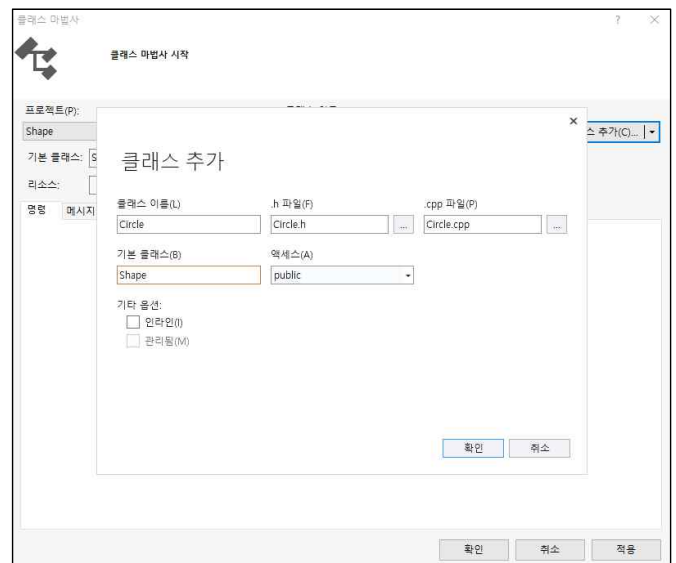 클래스 마법사
? ×
클래스 마법사 시작
프로젝트(P):
Shape
스 추가(C)...
×
클래스 추가
기본 클래스: S
리소스:
명령 메시지
클래스 이름(L) .h 파일(F) .cpp 파일(P)
Circle Circle.h ... Circle.cpp ...
기본 클래스(B) 액세스(A)
Shape public
기타 옵션:
인라인(I)
관리됨(M)
확인 취소
확인 취소 적용